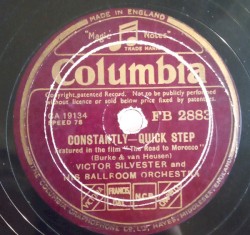 MADE IN ENGLAND
"Magic Notes"
TRADE MARK
Columbia
Copyright, patented Record. Not to be publicly performed
without licence or sold below price fixed by patentees.
CA 19134
FB 2883
SPEED 78
CONSTANTLY—QUICK STEP
Featured in the film "The Road to Morocco"
(Burke & van Heusen)
VICTOR SILVESTER and
HIS BALLROOM ORCHESTRA
FRANCIS